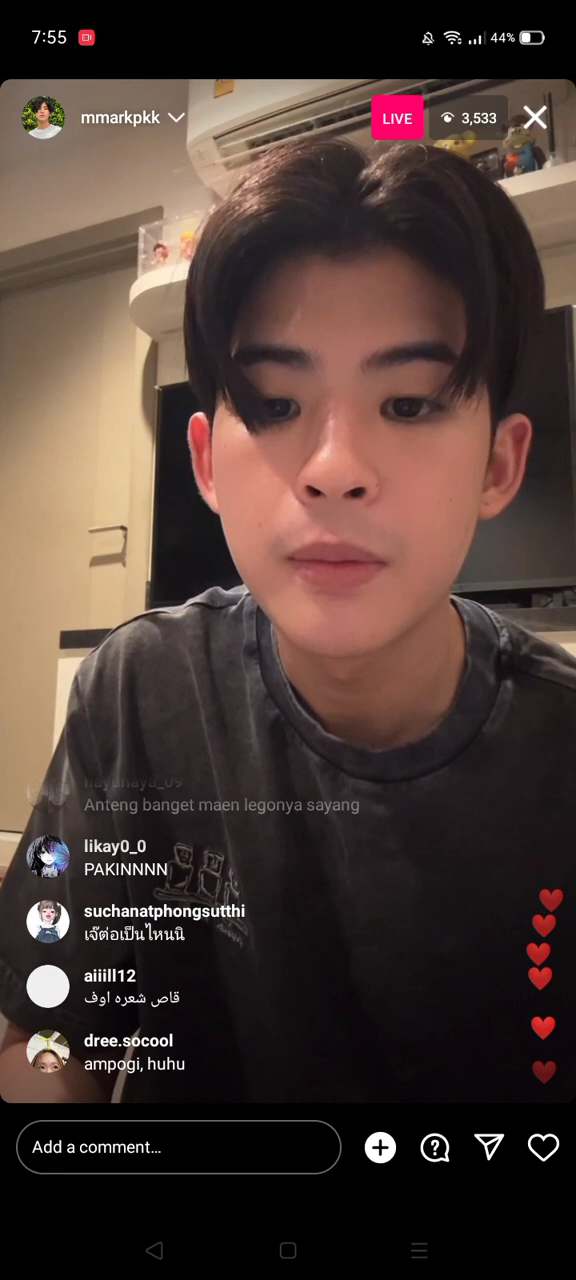 7:55
44%
mmarkpkk
LIVE
3,533
nayunaya_09
Anteng banget maen legonya sayang
likay0_0
PAKINNNN
suchanatphongsutthi
เจ๊ต่อเป็นไหนนิ
aiiill12
قاص شعره اوف
dree.socool
ampogi, huhu
Add a comment...